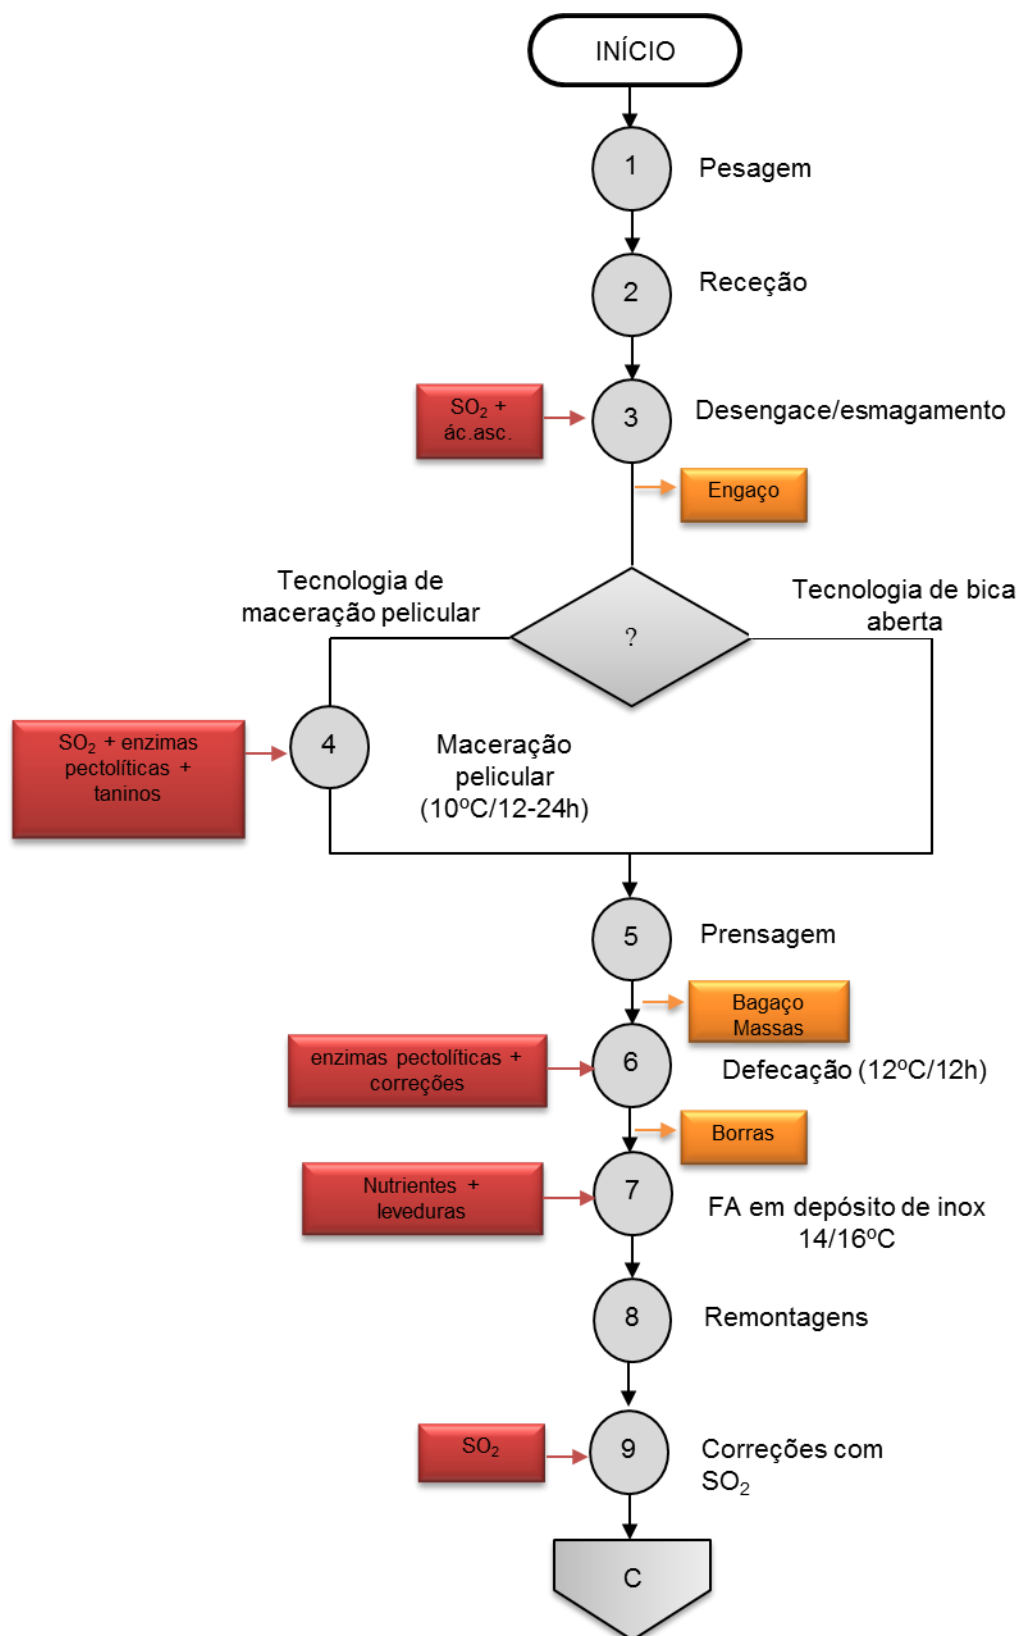 INÍCIO
1
Pesagem
2
Receção
SO₂ +
ác.asc.
3
Desengace/esmagamento
Engaço
Tecnologia de
maceração pelicular
?
Tecnologia de bica
aberta
SO₂ + enzimas
pectolíticas +
taninos
4
Maceração
pelicular
(10ºC/12-24h)
5
Prensagem
Bagaço
Massas
enzimas pectolíticas +
correções
6
Defecação (12ºC/12h)
Borras
Nutrientes +
leveduras
7
FA em depósito de inox
14/16ºC
8
Remontagens
SO₂
9
Correções com
SO₂
C